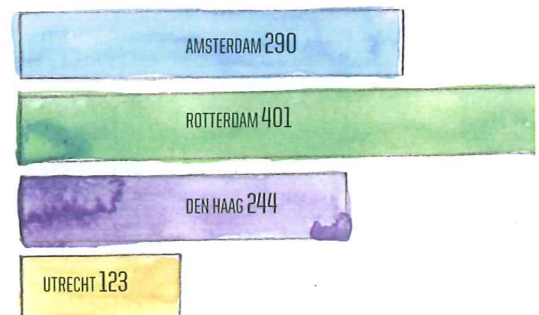 AMSTERDAM 290
ROTTERDAM 401
DEN HAAG 244
UTRECHT 123